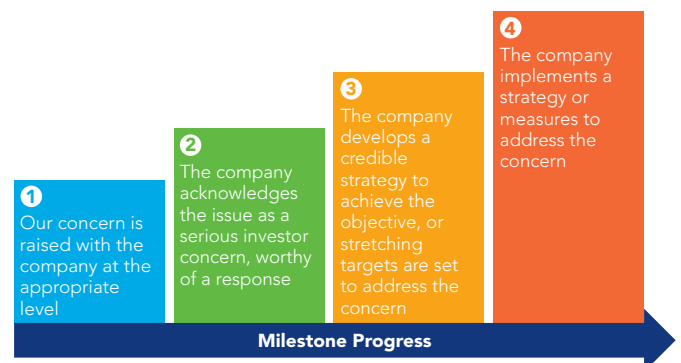 1
Our concern is
raised with the
company at the
appropriate
level
2
The company
acknowledges
the issue as a
serious investor
concern, worthy
of a response
3
The company
develops a
credible
strategy to
achieve the
objective, or
stretching
targets are set
to address the
concern
4
The company
implements a
strategy or
measures to
address the
concern
Milestone Progress